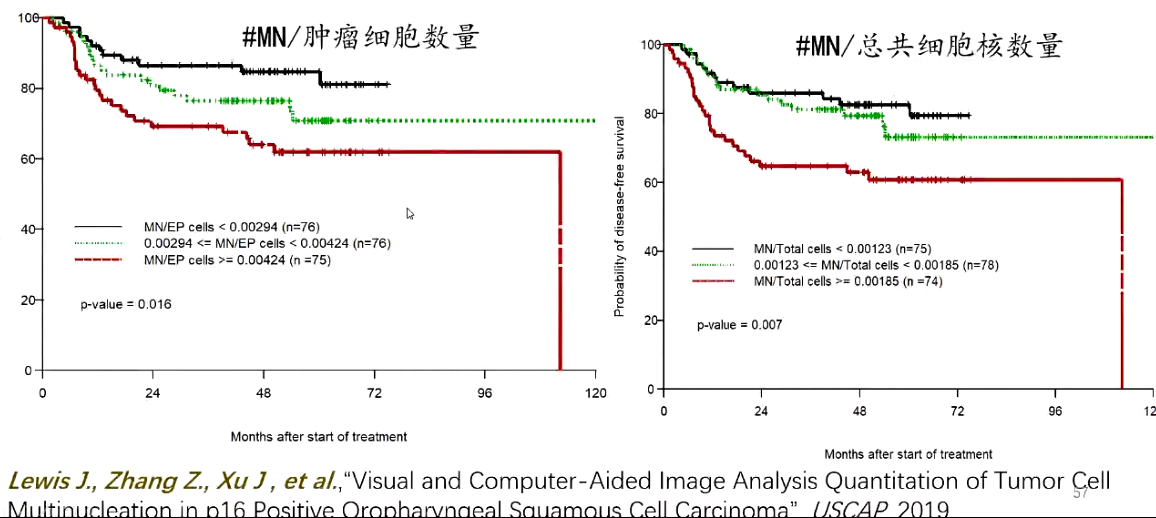 #MN/肿瘤细胞数量
100
80
60
40
20
0
MN/EP cells < 0.00294 (n=76)
0.00294 <= MN/EP cells < 0.00424 (n=76)
MN/EP cells >= 0.00424 (n =75)
p-value = 0.016
0 24 48 72 96 120
Months after start of treatment
#MN/总共细胞核数量
Probability of disease-free survival
100
80
60
40
20
0
MN/Total cells < 0.00123 (n=75)
0.00123 <= MN/Total cells < 0.00185 (n=78)
MN/Total cells >= 0.00185 (n =74)
p-value = 0.007
0 24 48 72 96 12
Months after start of treatment
Lewis J., Zhang Z., Xu J , et al.,“Visual and Computer-Aided Image Analysis Quantitation of Tumor Cell
57
Multinucleation in p16 Positive Oropharyngeal Squamous Cell Carcinoma” USCAP 2019